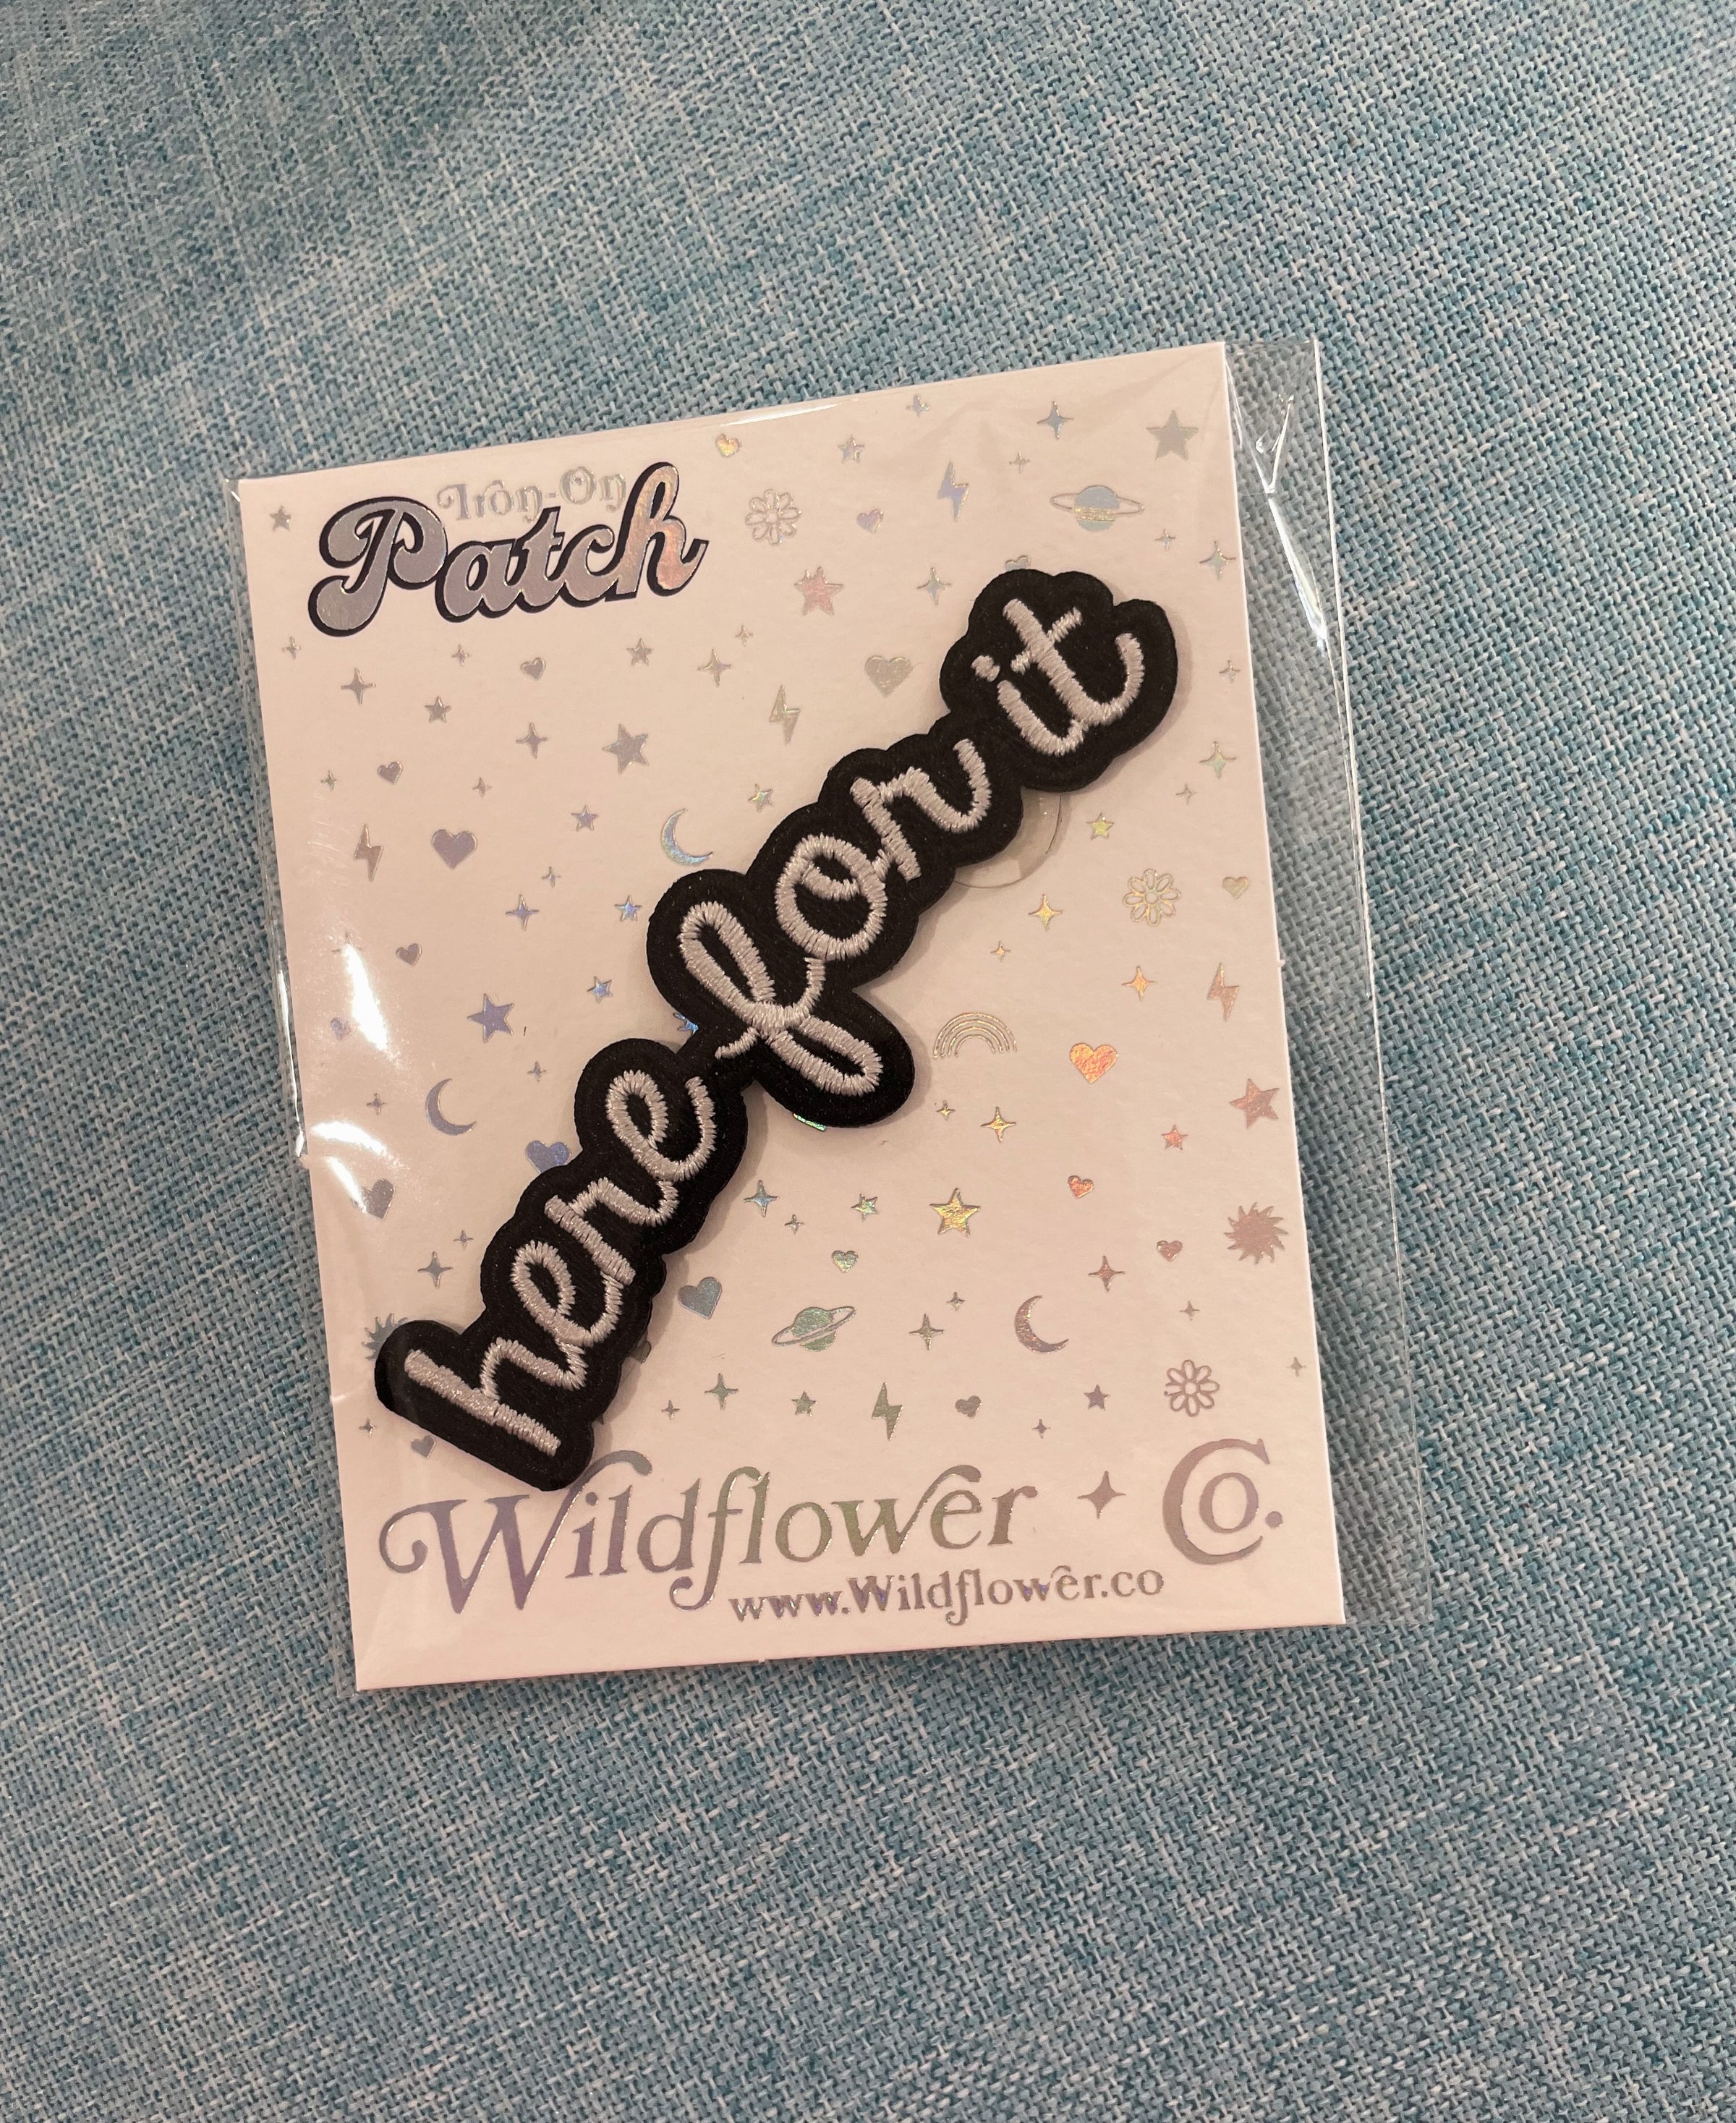 Iron-On
Patch
here for it
Wildflower Co.
www.Wildflower.co